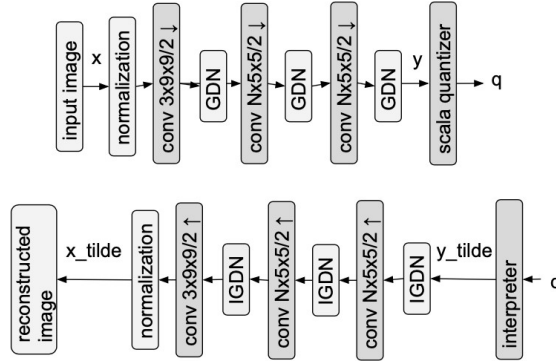 input image
x
normalization
conv 3x9x9/2 ↓
GDN
conv Nx5x5/2 ↓
GDN
conv Nx5x5/2 ↓
y
GDN
scala quantizer
q
reconstructed
image
x_tilde
normalization
conv 3x9x9/2 ↑
IGDN
conv Nx5x5/2 ↑
IGDN
conv Nx5x5/2 ↑
IGDN
y_tilde
interpreter